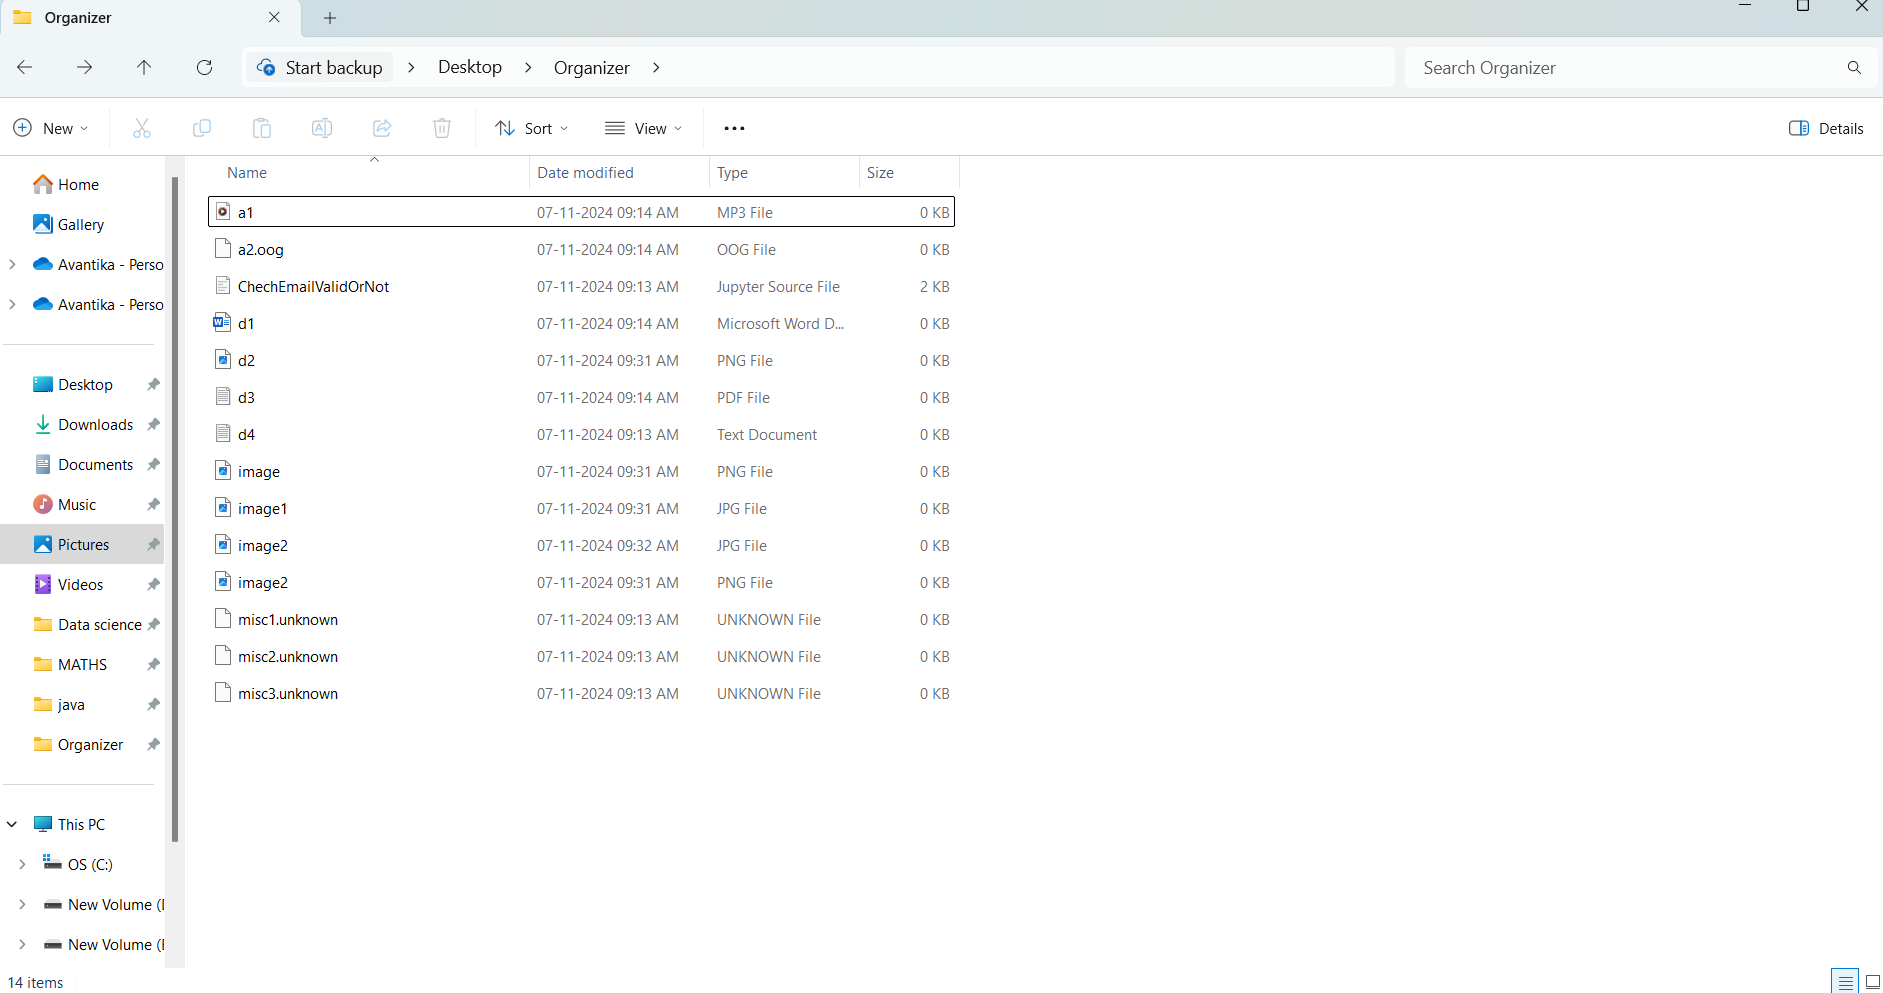 Organizer
Start backup > Desktop > Organizer >
Search Organizer
New
Sort
View
Details
Home
Gallery
Avantika - Perso
Avantika - Perso
Desktop
Downloads
Documents
Music
Pictures
Videos
Data science
MATHS
java
Organizer
This PC
OS (C:)
New Volume (
New Volume (
Name Date modified Type Size
a1 07-11-2024 09:14 AM MP3 File 0 KB
a2.oog 07-11-2024 09:14 AM OOG File 0 KB
ChechEmailValidOrNot 07-11-2024 09:13 AM Jupyter Source File 2 KB
d1 07-11-2024 09:14 AM Microsoft Word D... 0 KB
d2 07-11-2024 09:31 AM PNG File 0 KB
d3 07-11-2024 09:14 AM PDF File 0 KB
d4 07-11-2024 09:13 AM Text Document 0 KB
image 07-11-2024 09:31 AM PNG File 0 KB
image1 07-11-2024 09:31 AM JPG File 0 KB
image2 07-11-2024 09:32 AM JPG File 0 KB
image2 07-11-2024 09:31 AM PNG File 0 KB
misc1.unknown 07-11-2024 09:13 AM UNKNOWN File 0 KB
misc2.unknown 07-11-2024 09:13 AM UNKNOWN File 0 KB
misc3.unknown 07-11-2024 09:13 AM UNKNOWN File 0 KB
14 items